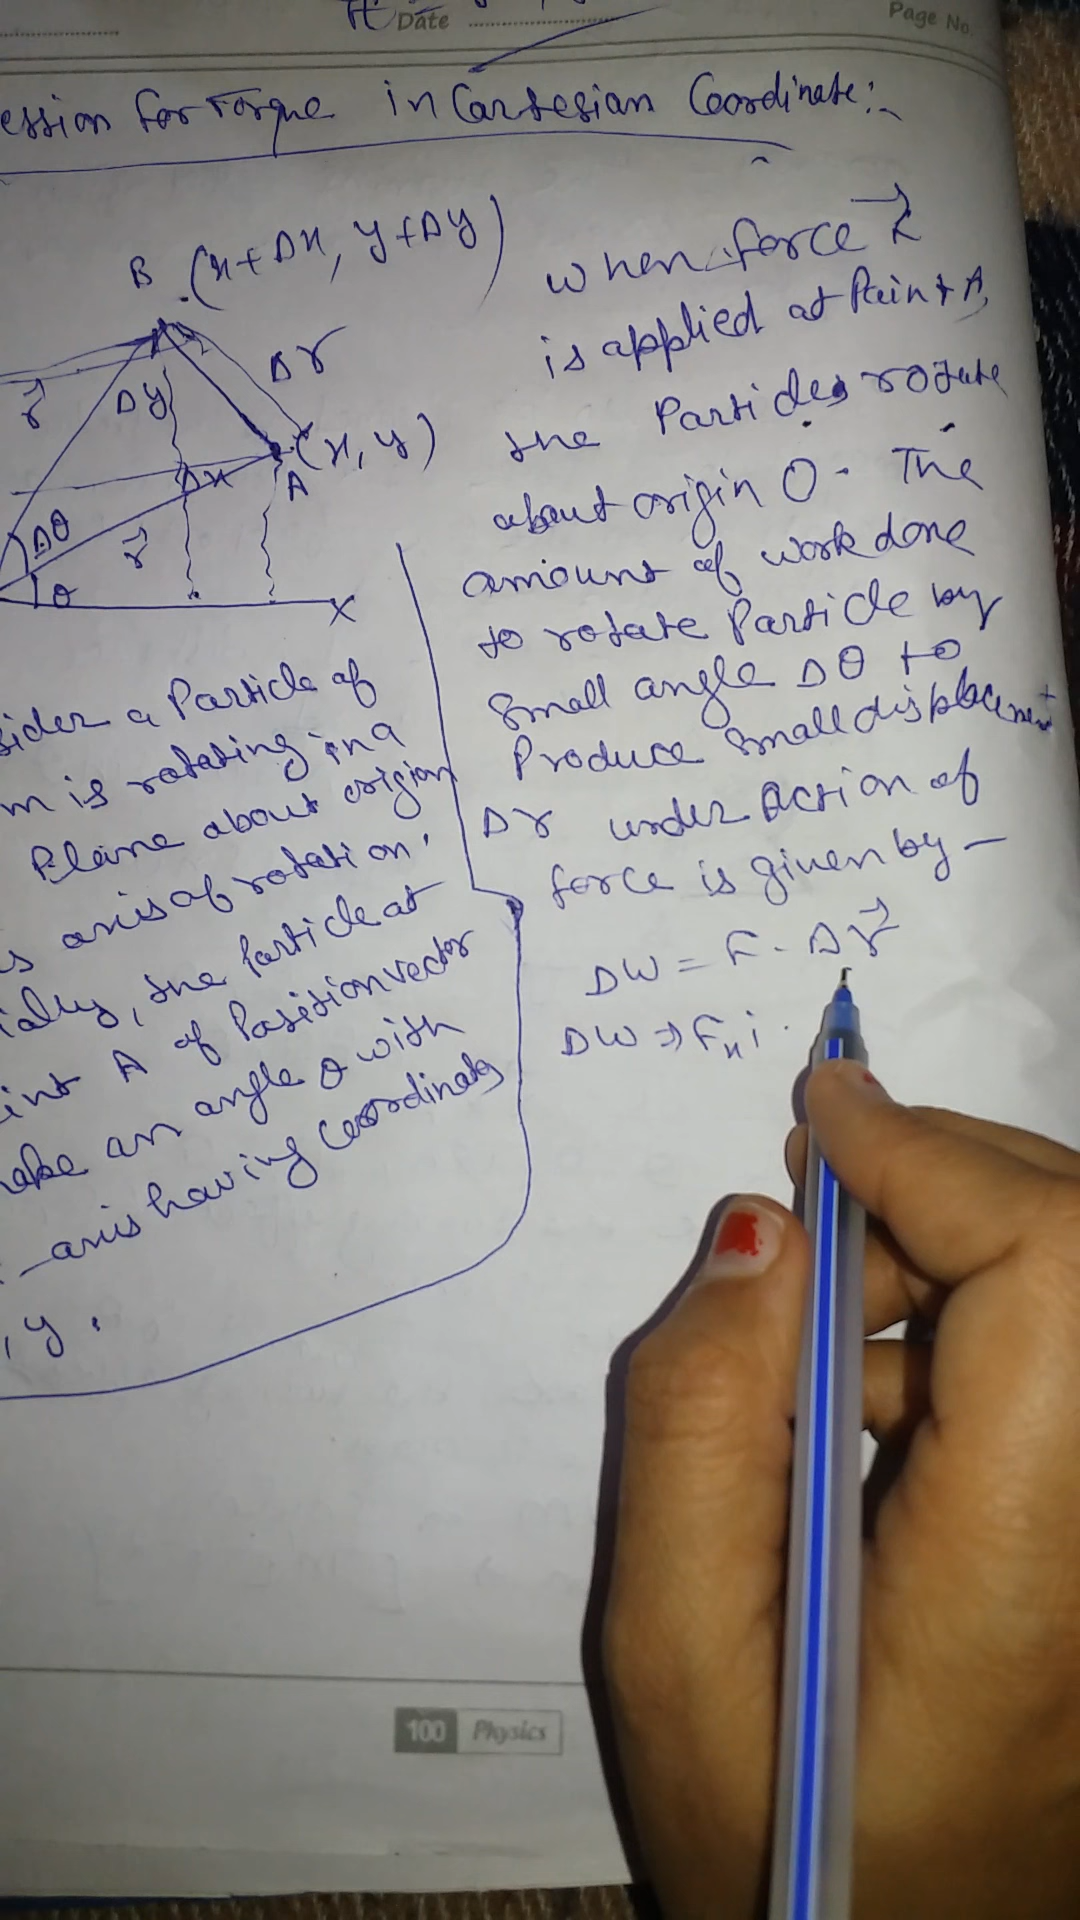 Date
Page No.
ession for Torque in Cartesian Coordinate:-
B (x+Δx, y+Δy)
Δr
r
Δy
(x, y)
Δx
A
Δθ
r
θ
X
sider a Particle of
m is rotating in a
Plane about origion
s axis of rotation.
ially, the Particle at
int A of Position vector
make an angle θ with
-axis having Coordinates
, y.
when force
is applied at Point A,
the Particles rotate
about origin O. The
amount of work done
to rotate Particle by
Small angle Δθ to
Produce Small displacement
Δr under Action of
force is given by -
ΔW = F . Δr⃗
ΔW ⇒ Fx i .
100 Physics